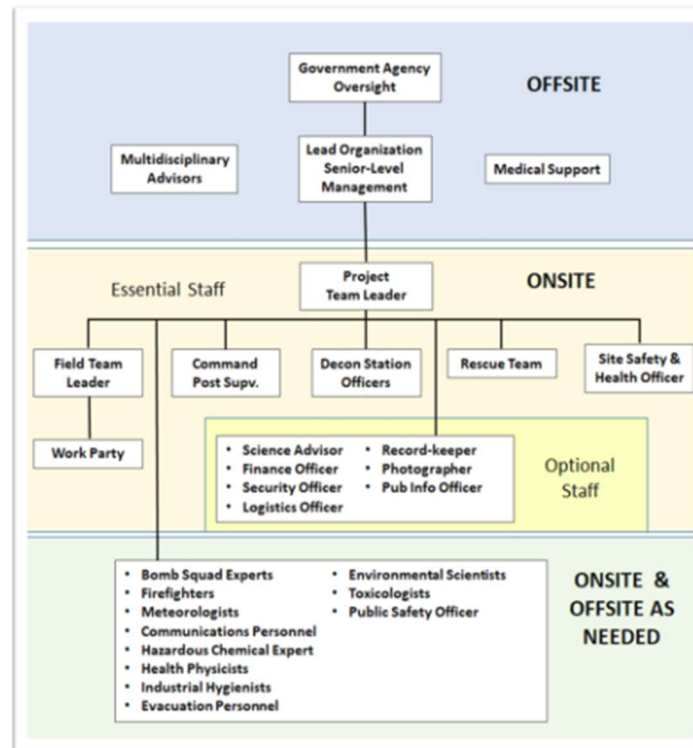 Government Agency
Oversight
OFFSITE
Multidisciplinary
Advisors
Lead Organization
Senior-Level
Management
Medical Support
Essential Staff
Project
Team Leader
ONSITE
Field Team
Leader
Command
Post Supv.
Decon Station
Officers
Rescue Team
Site Safety &
Health Officer
Work Party
• Science Advisor
• Finance Officer
• Security Officer
• Logistics Officer
• Record-keeper
• Photographer
• Pub Info Officer
Optional
Staff
• Bomb Squad Experts
• Firefighters
• Meteorologists
• Communications Personnel
• Hazardous Chemical Expert
• Health Physicists
• Industrial Hygienists
• Evacuation Personnel
• Environmental Scientists
• Toxicologists
• Public Safety Officer
ONSITE &
OFFSITE AS
NEEDED